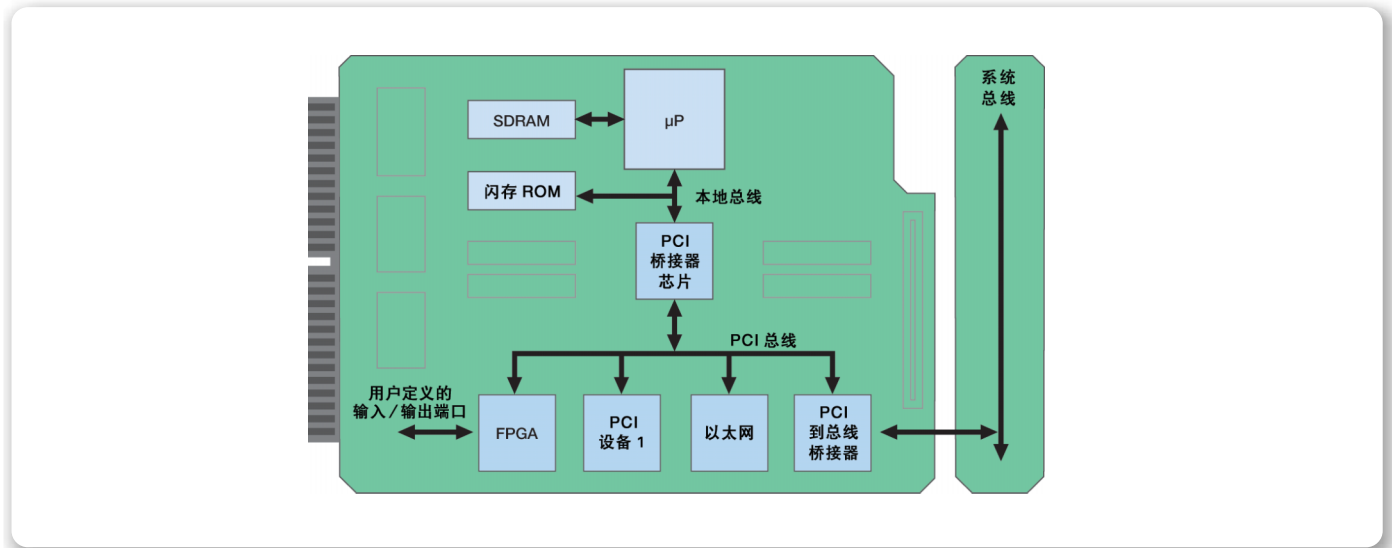 系统
总线
SDRAM
μP
闪存 ROM
本地总线
PCI
桥接器
芯片
PCI 总线
用户定义的
输入/输出端口
FPGA
PCI
设备 1
以太网
PCI
到总线
桥接器